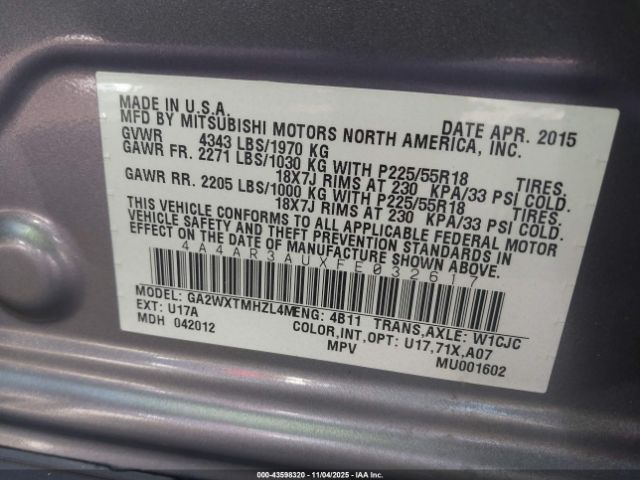 MADE IN U.S.A. DATE APR. 2015
MFD BY MITSUBISHI MOTORS NORTH AMERICA, INC.
GVWR 4343 LBS/1970 KG
GAWR FR. 2271 LBS/1030 KG WITH P225/55R18 TIRES,
18X7J RIMS AT 230 KPA/33 PSI COLD.
GAWR RR. 2205 LBS/1000 KG WITH P225/55R18 TIRES,
18X7J RIMS AT 230 KPA/33 PSI COLD.
THIS VEHICLE CONFORMS TO ALL APPLICABLE FEDERAL MOTOR
VEHICLE SAFETY AND THEFT PREVENTION STANDARDS IN
EFFECT ON THE DATE OF MANUFACTURE SHOWN ABOVE.
4A4AR3AUXFE032617
MODEL: GA2WXTMHZL4M ENG: 4B11 TRANS,AXLE: W1CJC
EXT: U17A COLOR,INT,OPT: U17,71X,A07
MDH 042012 MPV MU001602
000-43598320 - 11/04/2025 - IAA Inc.